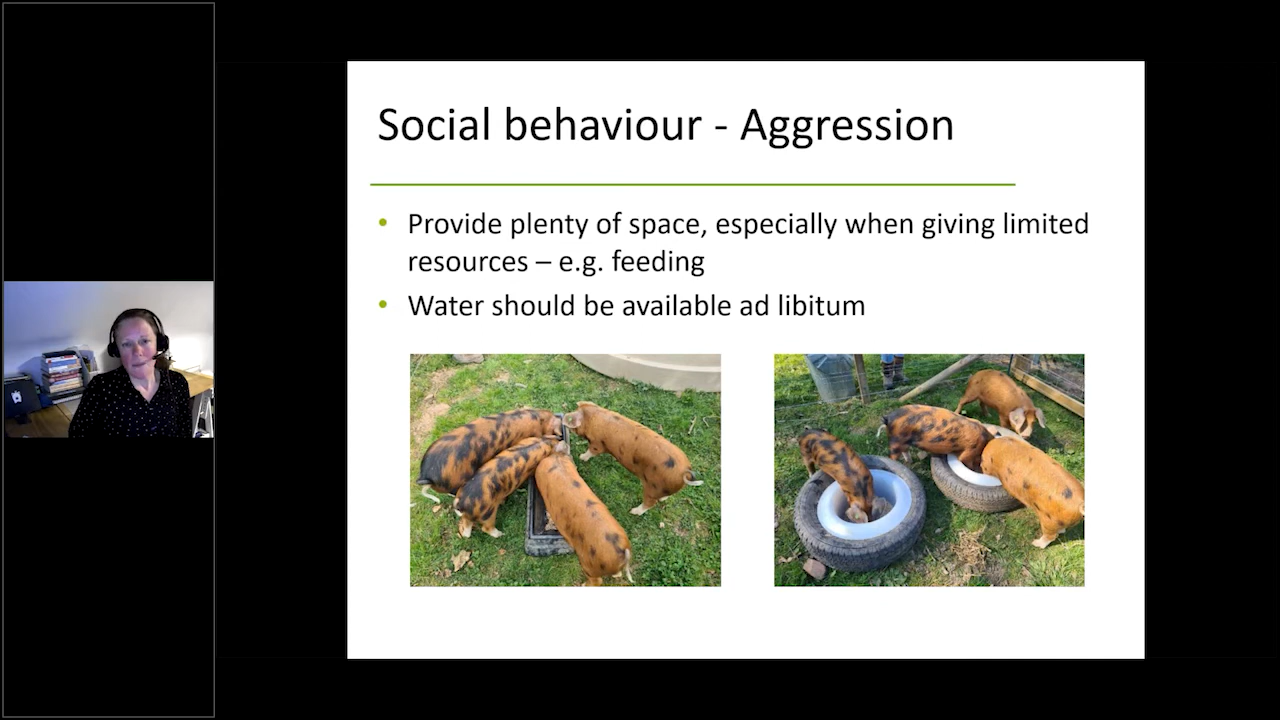 Social behaviour - Aggression
• Provide plenty of space, especially when giving limited
resources – e.g. feeding
• Water should be available ad libitum